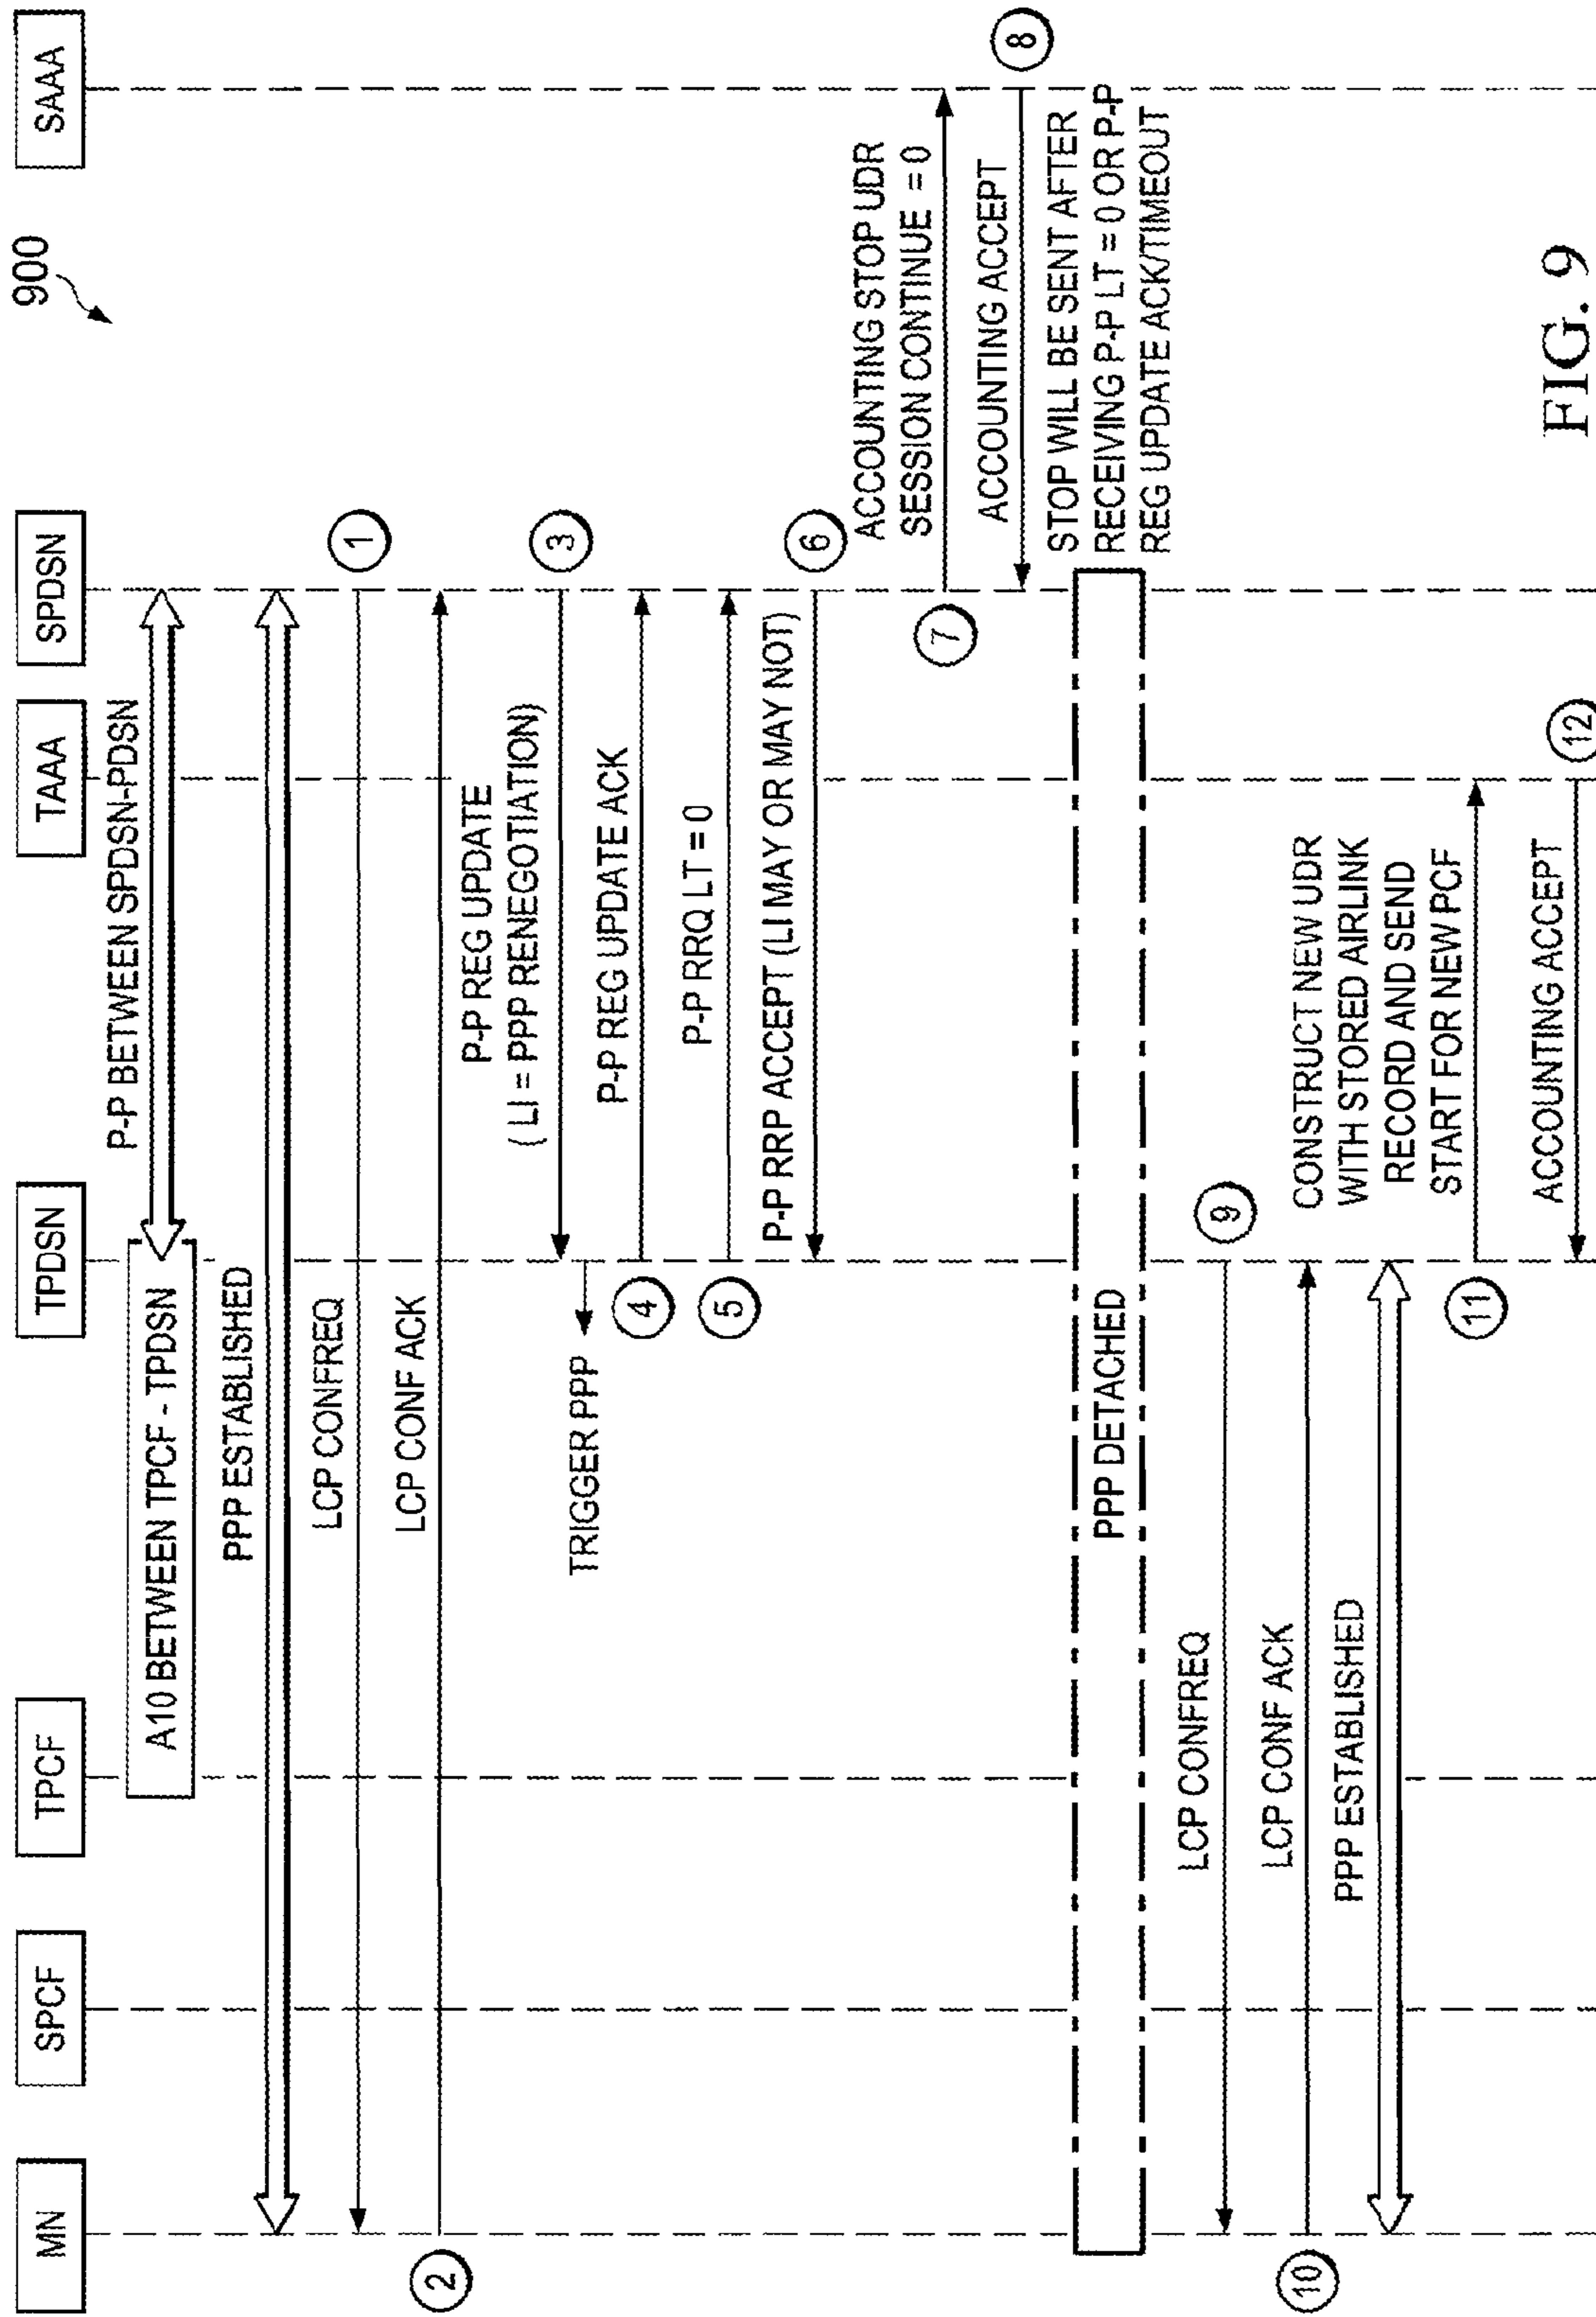 900
MN
SPCF
TPCF
TPDSN
TAAA
SPDSN
SAAA
P-P BETWEEN SPDSN-PDSN
A10 BETWEEN TPCF - TPDSN
PPP ESTABLISHED
LCP CONFREQ
1
LCP CONF ACK
2
P-P REG UPDATE
( LI = PPP RENEGOTIATION)
3
TRIGGER PPP
P-P REG UPDATE ACK
4
P-P RRQ LT = 0
5
P-P RRP ACCEPT (LI MAY OR MAY NOT)
6
ACCOUNTING STOP UDR
SESSION CONTINUE = 0
7
ACCOUNTING ACCEPT
8
STOP WILL BE SENT AFTER
RECEIVING P-P LT = 0 OR P-P
REG UPDATE ACK/TIMEOUT
PPP DETACHED
LCP CONFREQ
9
LCP CONF ACK
10
PPP ESTABLISHED
CONSTRUCT NEW UDR
WITH STORED AIRLINK
RECORD AND SEND
START FOR NEW PCF
11
ACCOUNTING ACCEPT
12
FIG. 9